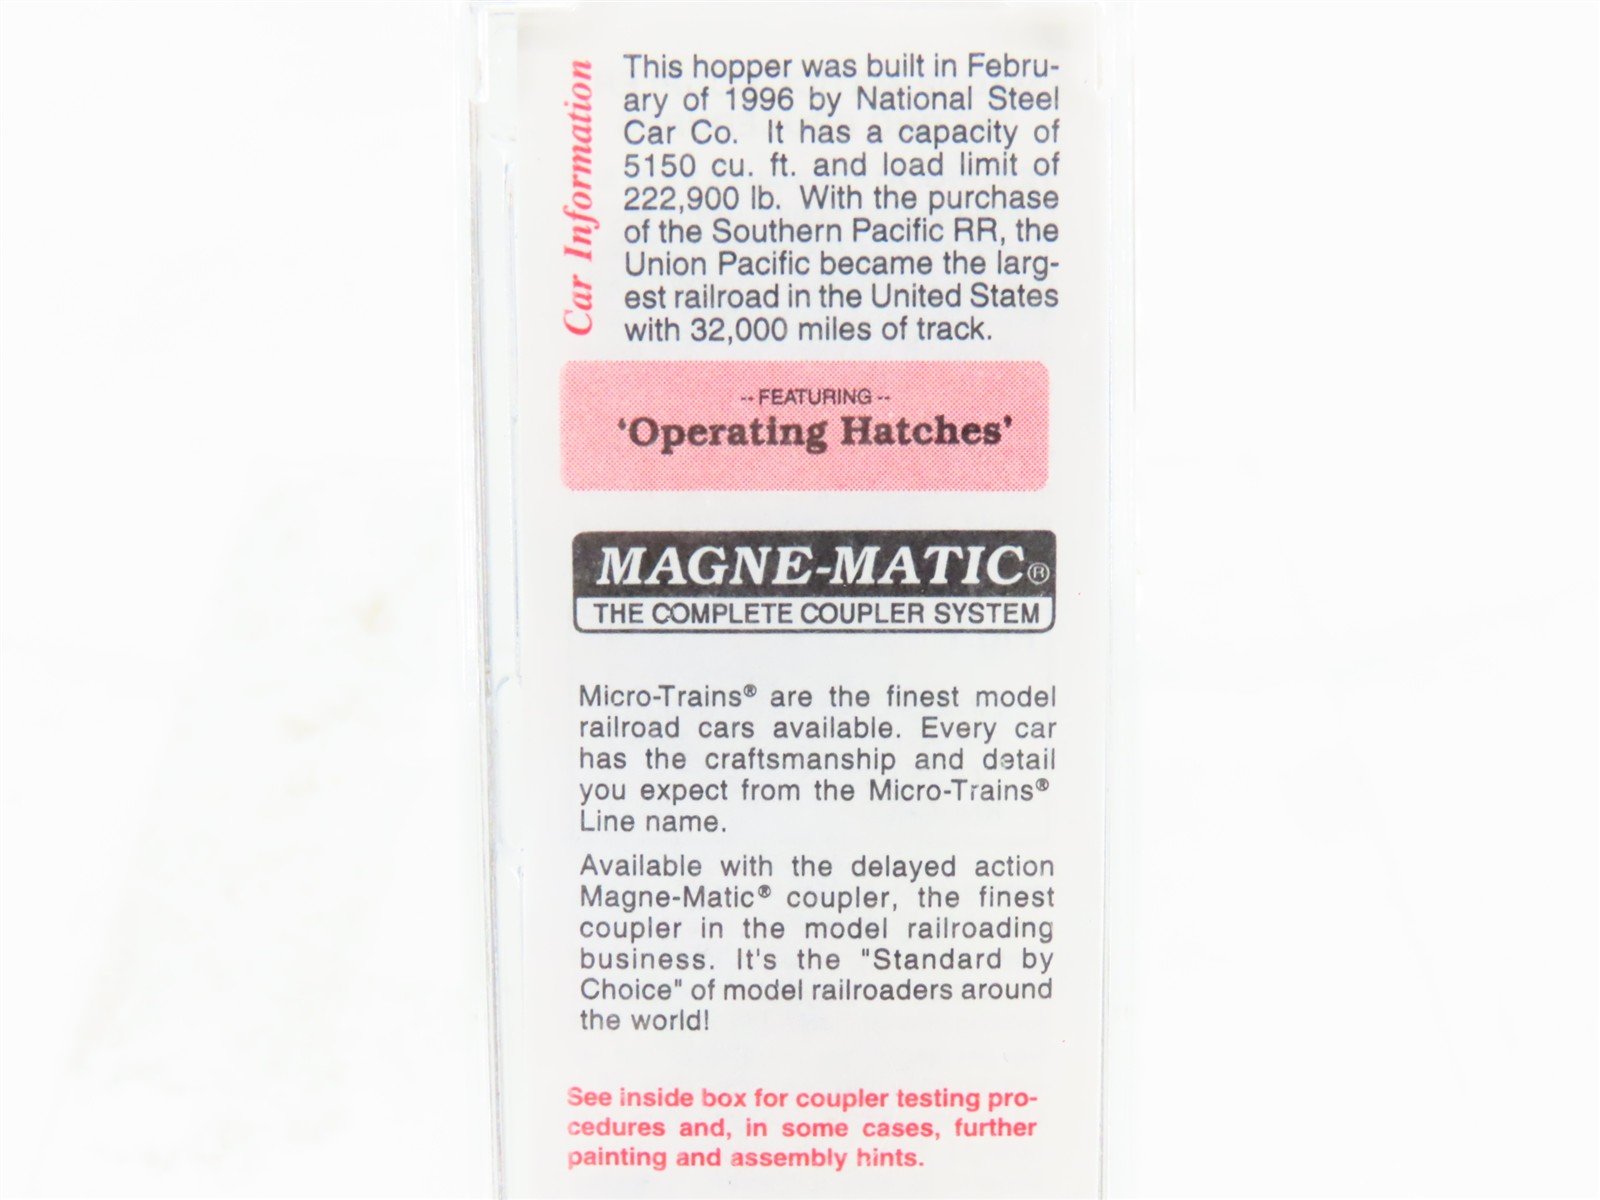 Car Information
This hopper was built in Febru-
ary of 1996 by National Steel
Car Co. It has a capacity of
5150 cu. ft. and load limit of
222,900 lb. With the purchase
of the Southern Pacific RR, the
Union Pacific became the larg-
est railroad in the United States
with 32,000 miles of track.
-- FEATURING --
'Operating Hatches'
MAGNE-MATIC®
THE COMPLETE COUPLER SYSTEM
Micro-Trains® are the finest model
railroad cars available. Every car
has the craftsmanship and detail
you expect from the Micro-Trains®
Line name.
Available with the delayed action
Magne-Matic® coupler, the finest
coupler in the model railroading
business. It's the "Standard by
Choice" of model railroaders around
the world!
See inside box for coupler testing pro-
cedures and, in some cases, further
painting and assembly hints.